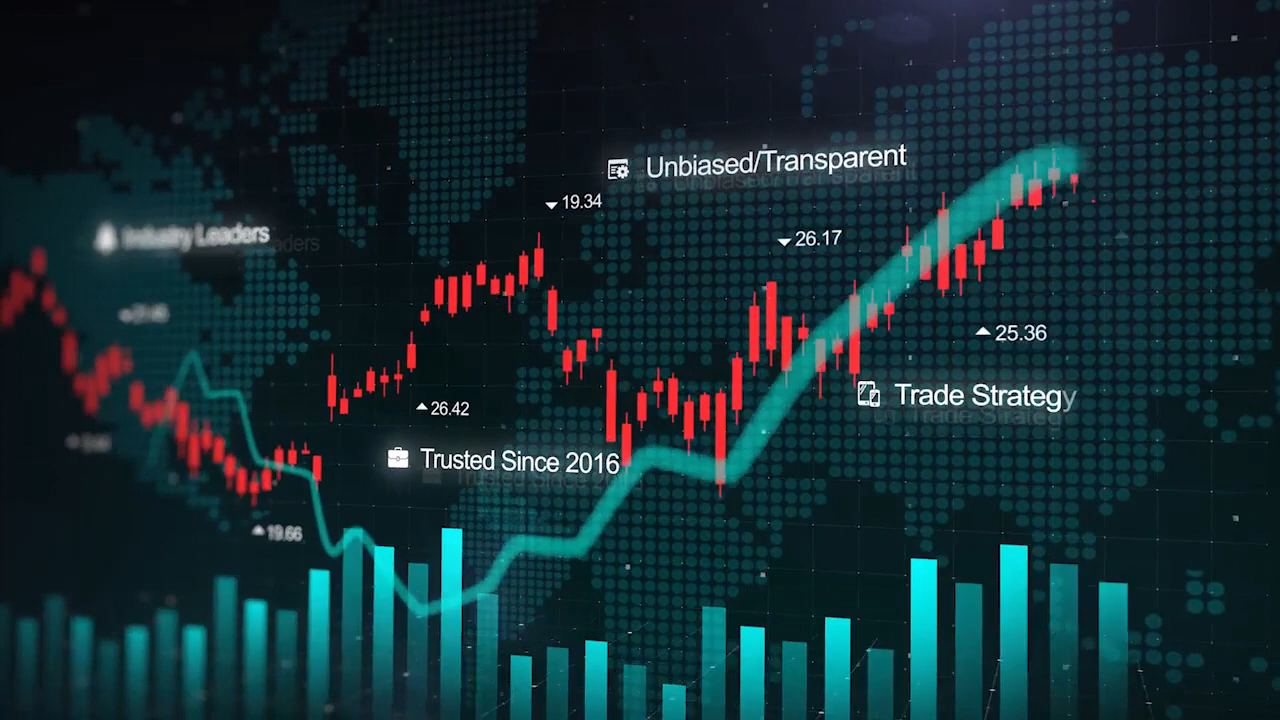 Unbiased/Transparent
19.34
Industry Leaders
26.17
25.36
Trade Strategy
26.42
Trusted Since 2016
19.66